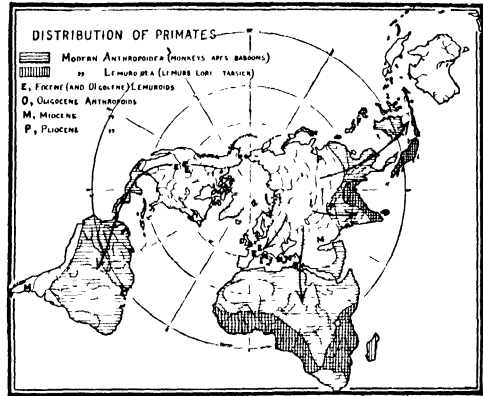 DISTRIBUTION OF PRIMATES
MODERN ANTHROPOIDEA (MONKEYS APES BABOONS)
" LEMUROIDEA (LEMURS LORI TARSIER)
E, EOCENE (AND OLGOCENE) LEMUROIDS
O, OLIGOCENE ANTHROPOIDS
M, MIOCENE "
P, PLIOCENE "
M
M